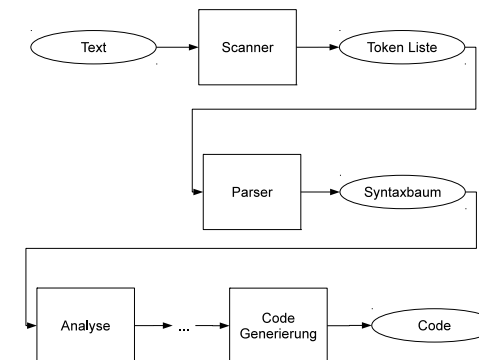 Text
Scanner
Token Liste
Parser
Syntaxbaum
Analyse
...
Code
Generierung
Code